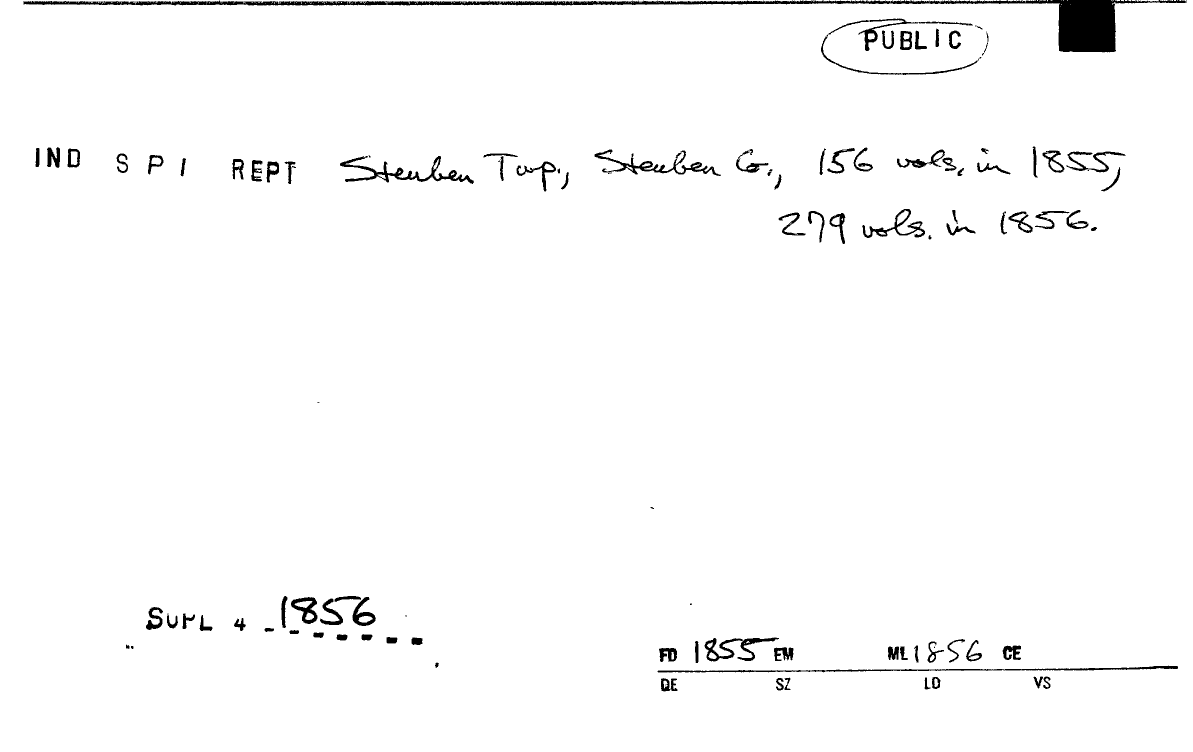 PUBLIC
IND S P I REPT Steuben Twp., Steuben Co., 156 vols. in 1855,
279 vols. in 1856.
SUPL 4 1856
FD 1855 EM ML 1856 CE
DE SZ LD VS